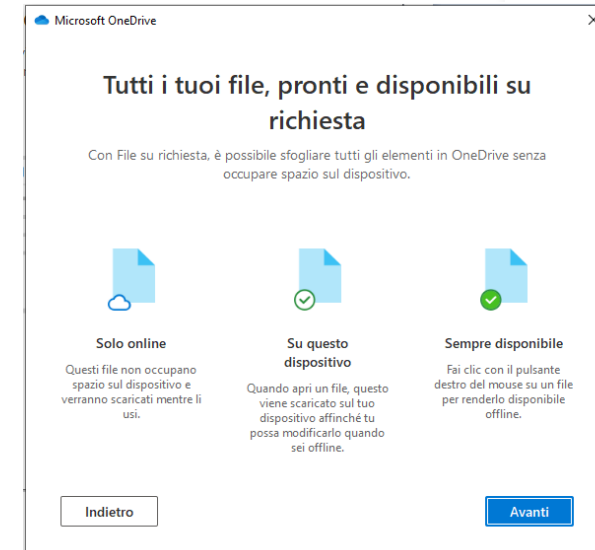 Microsoft OneDrive
Tutti i tuoi file, pronti e disponibili su
richiesta
Con File su richiesta, è possibile sfogliare tutti gli elementi in OneDrive senza
occupare spazio sul dispositivo.
Solo online
Questi file non occupano
spazio sul dispositivo e
verranno scaricati mentre li
usi.
Su questo
dispositivo
Quando apri un file, questo
viene scaricato sul tuo
dispositivo affinché tu
possa modificarlo quando
sei offline.
Sempre disponibile
Fai clic con il pulsante
destro del mouse su un file
per renderlo disponibile
offline.
Indietro
Avanti